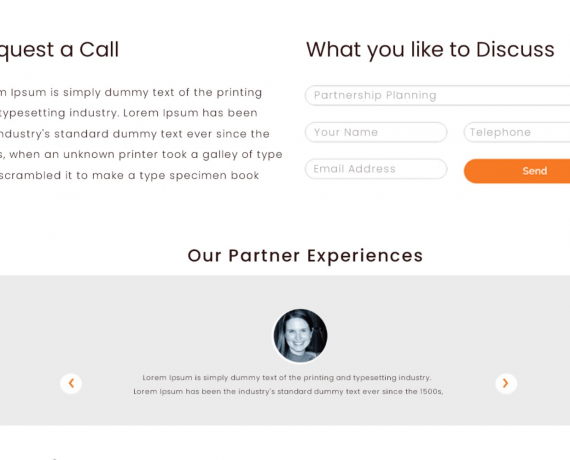 quest a Call
m Ipsum is simply dummy text of the printing
typesetting industry. Lorem Ipsum has been
industry's standard dummy text ever since the
s, when an unknown printer took a galley of type
scrambled it to make a type specimen book
What you like to Discuss
Partnership Planning
Your Name
Telephone
Email Address
Send
Our Partner Experiences
Lorem Ipsum is simply dummy text of the printing and typesetting industry.
Lorem Ipsum has been the industry's standard dummy text ever since the 1500s,